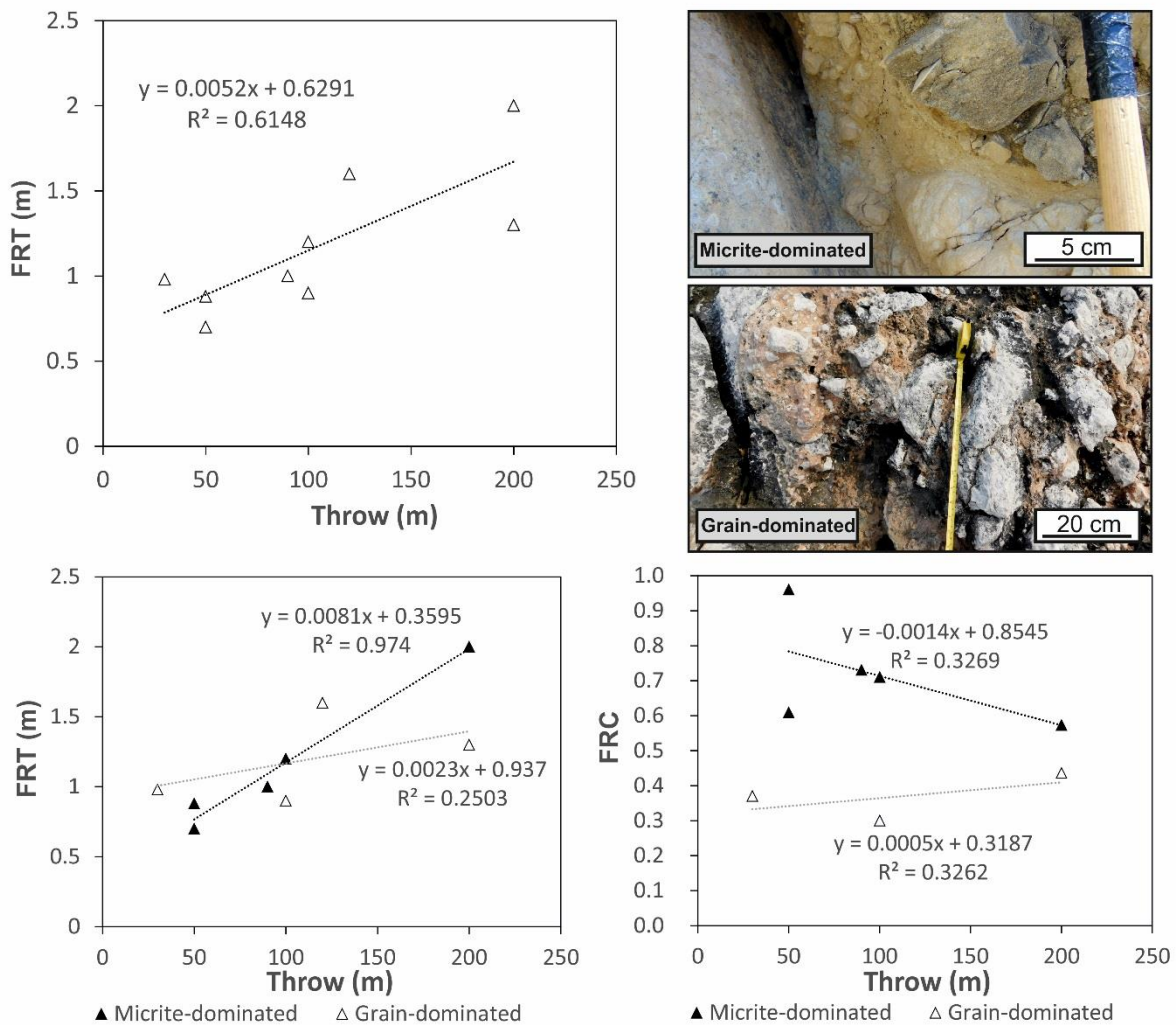 2.5
2
1.5
1
0.5
0
FRT (m)
y = 0.0052x + 0.6291
R² = 0.6148
0 50 100 150 200 250
Throw (m)
Micrite-dominated
5 cm
Grain-dominated
20 cm
2.5
2
1.5
1
0.5
0
FRT (m)
y = 0.0081x + 0.3595
R² = 0.974
y = 0.0023x + 0.937
R² = 0.2503
0 50 100 150 200 250
Throw (m)
▲ Micrite-dominated △ Grain-dominated
1.0
0.9
0.8
0.7
0.6
0.5
0.4
0.3
0.2
0.1
0.0
FRC
y = -0.0014x + 0.8545
R² = 0.3269
y = 0.0005x + 0.3187
R² = 0.3262
0 50 100 150 200 250
Throw (m)
▲ Micrite-dominated △ Grain-dominated